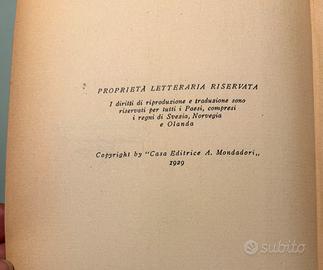 PROPRIETÀ LETTERARIA RISERVATA
I diritti di riproduzione e traduzione sono
riservati per tutti i Paesi, compresi
i regni di Svezia, Norvegia
e Olanda
Copyright by "Casa Editrice A. Mondadori„
1929
subito